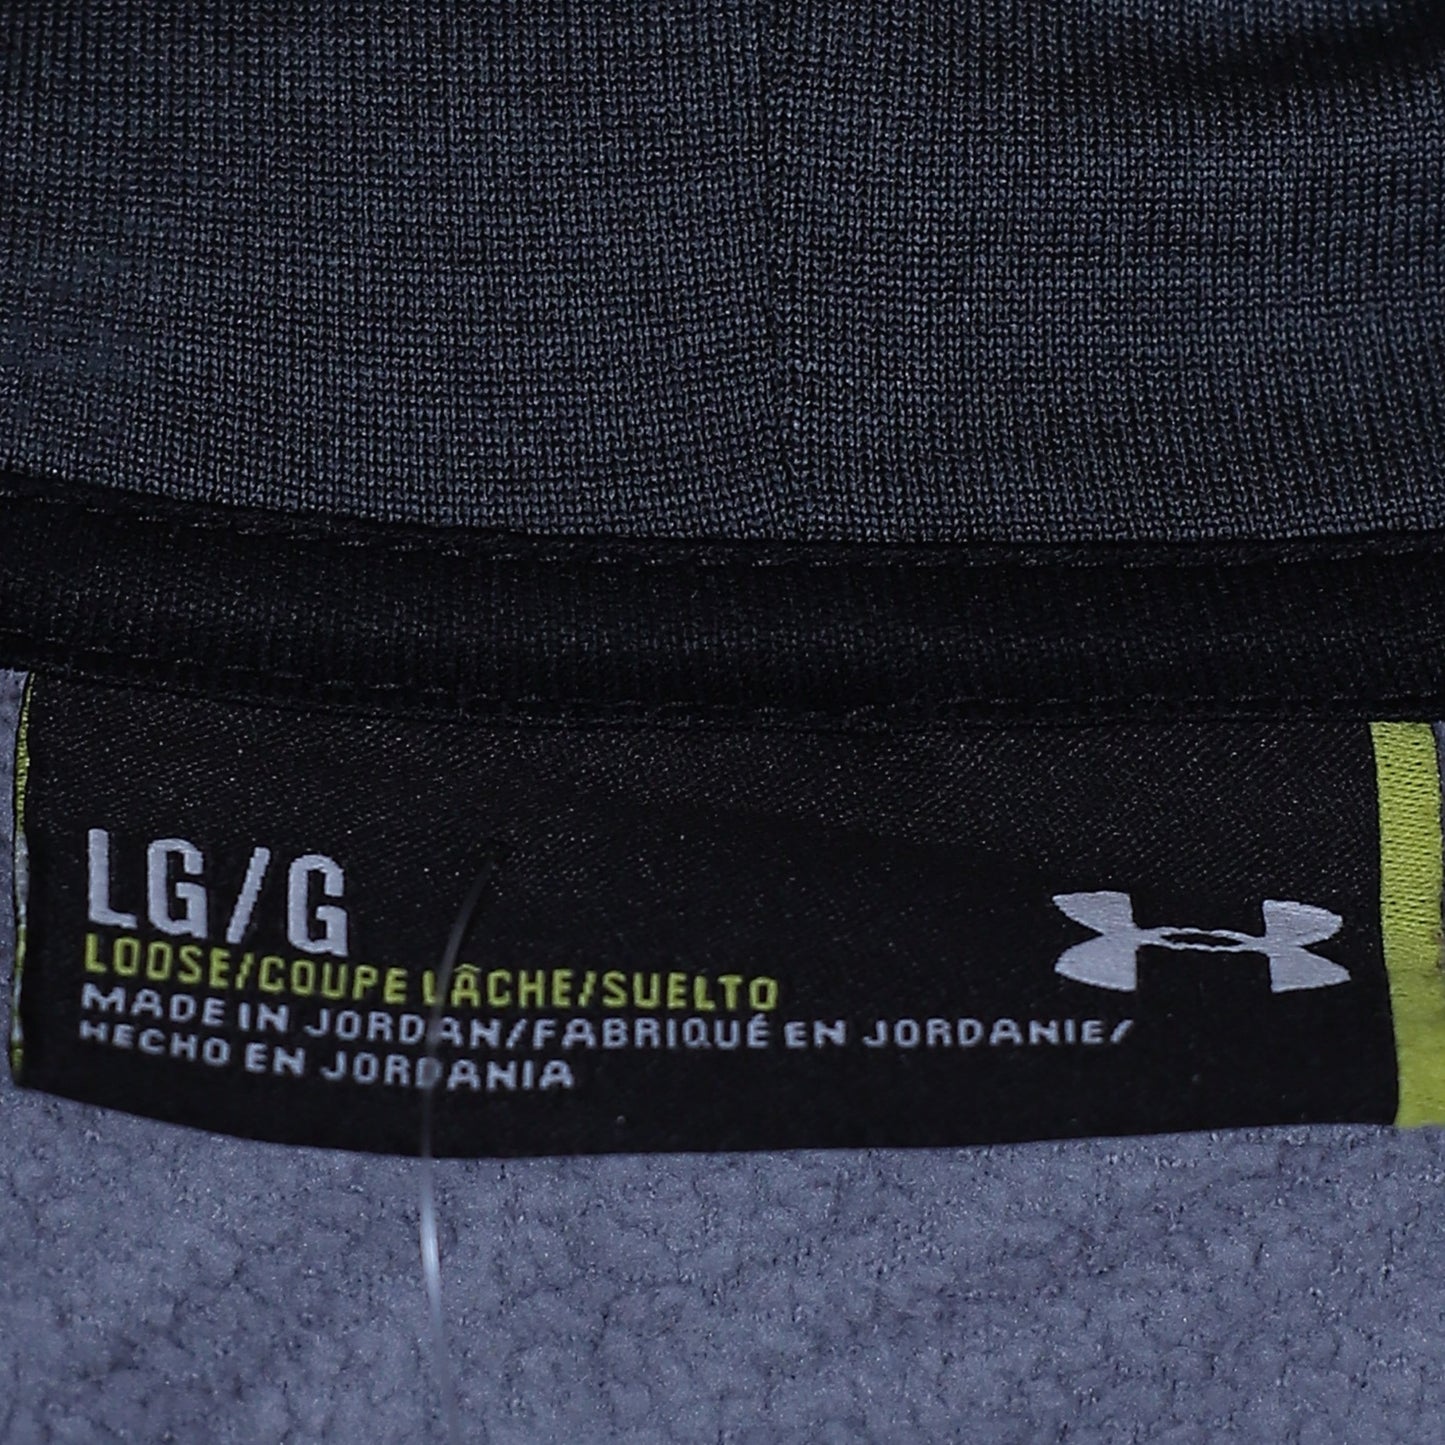 LG/G
LOOSE/COUPE LÂCHE/SUELTO
MADE IN JORDAN/FABRIQUÉ EN JORDANIE/
HECHO EN JORDANIA